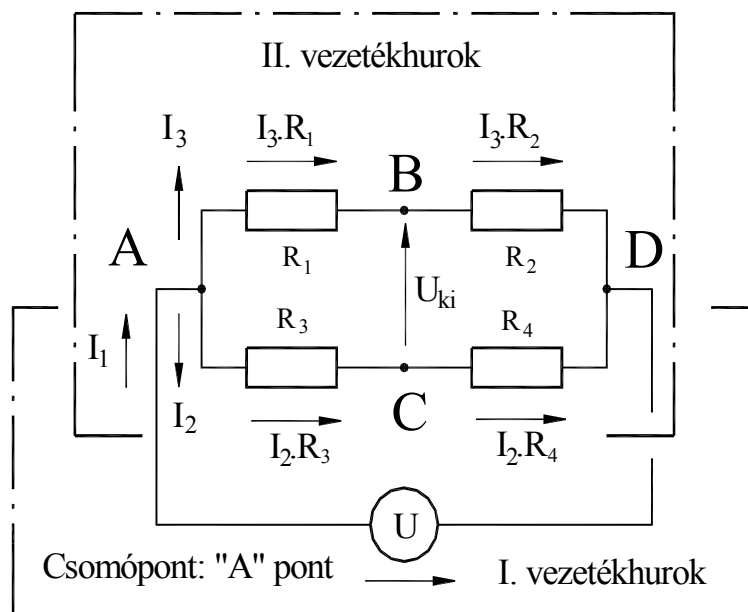 II. vezetékhurok
I₃ I₃.R₁ I₃.R₂
B
A R₁ R₂ D
U_ki
R₃ R₄
I₁
I₂ C
I₂.R₃ I₂.R₄
U
Csomópont: "A" pont I. vezetékhurok